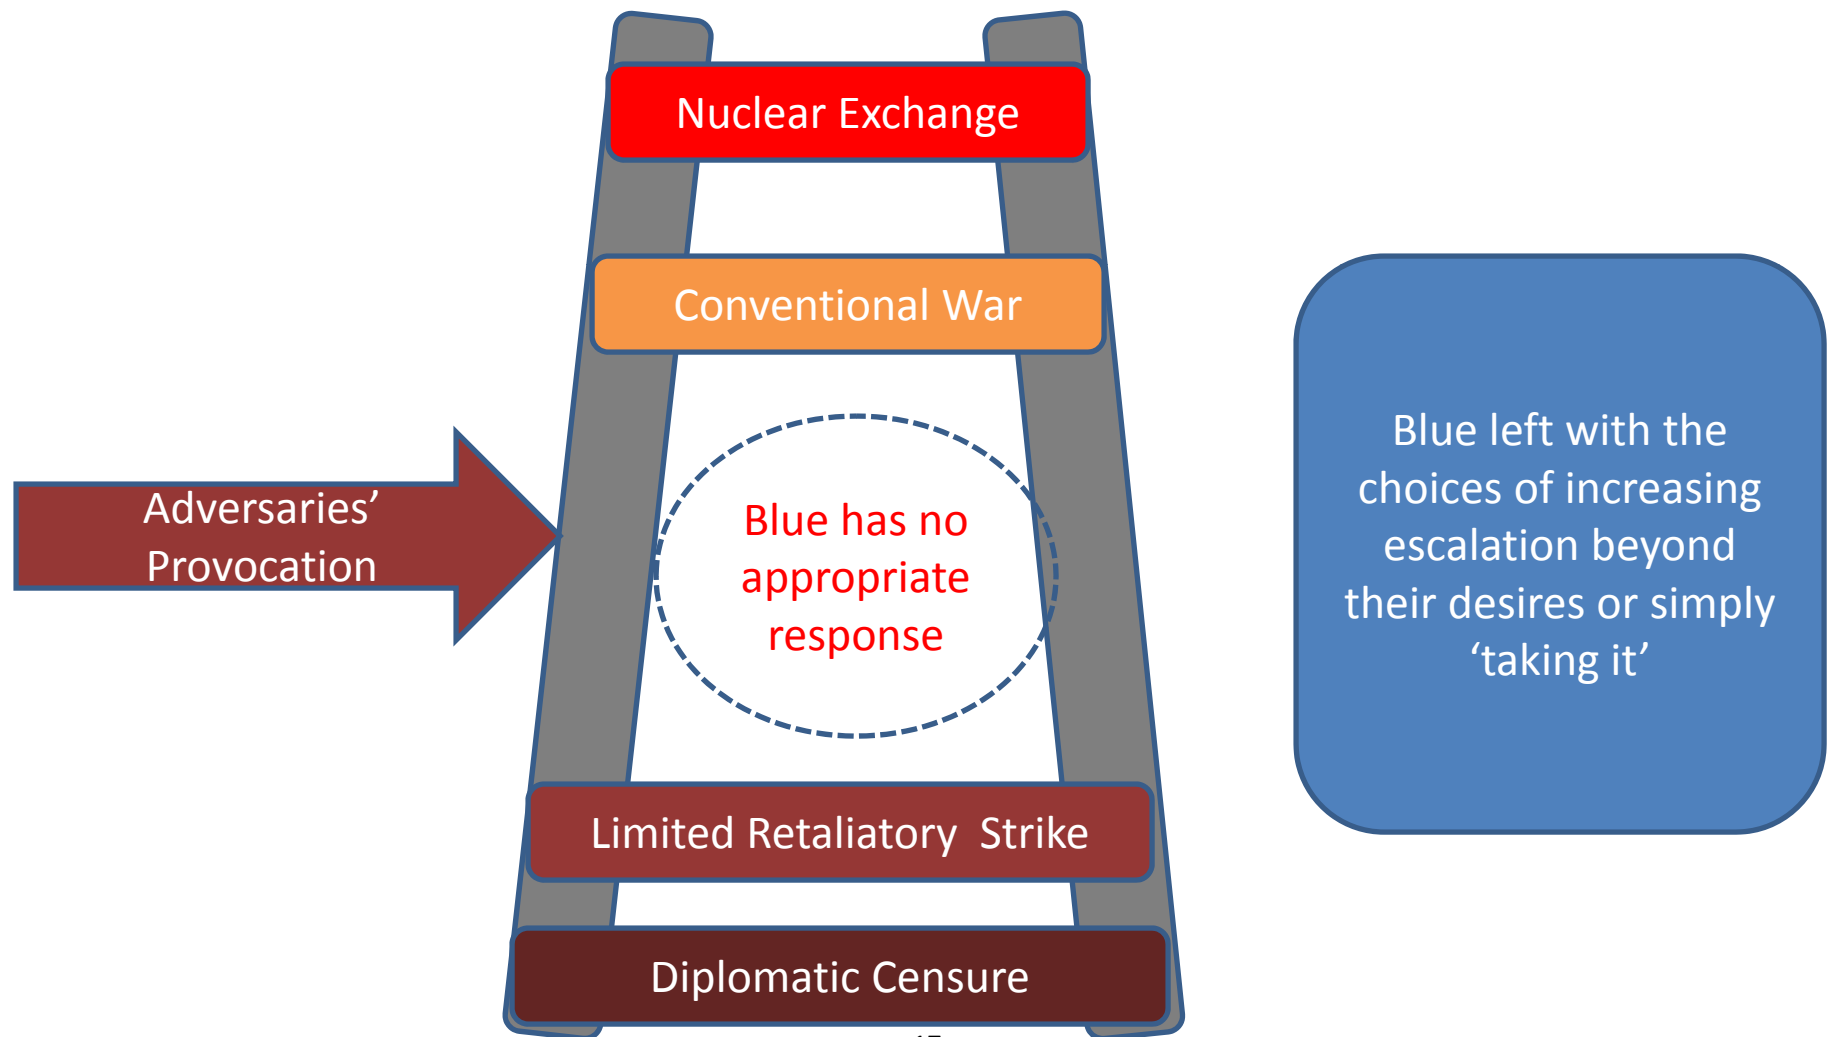 Nuclear Exchange
Conventional War
Adversaries’
Provocation
Blue has no
appropriate
response
Blue left with the
choices of increasing
escalation beyond
their desires or simply
‘taking it’
Limited Retaliatory  Strike
Diplomatic Censure